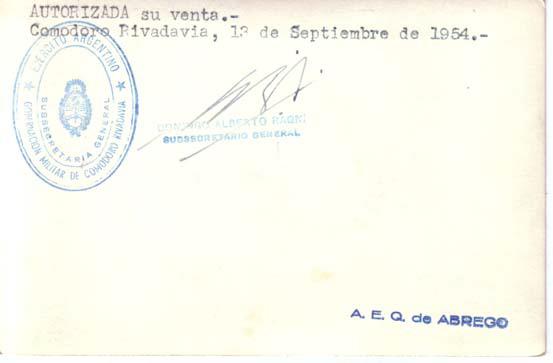 AUTORIZADA su venta.-
Comodoro Rivadavia, 13 de Septiembre de 1954.-
★ EJERCITO ARGENTINO ★
GOBERNACION MILITAR DE COMODORO RIVADAVIA
SUBSECRETARIA GENERAL
ALBERTO RAONI
SUBSECRETARIO GENERAL
A. E. Q. de ABREGO